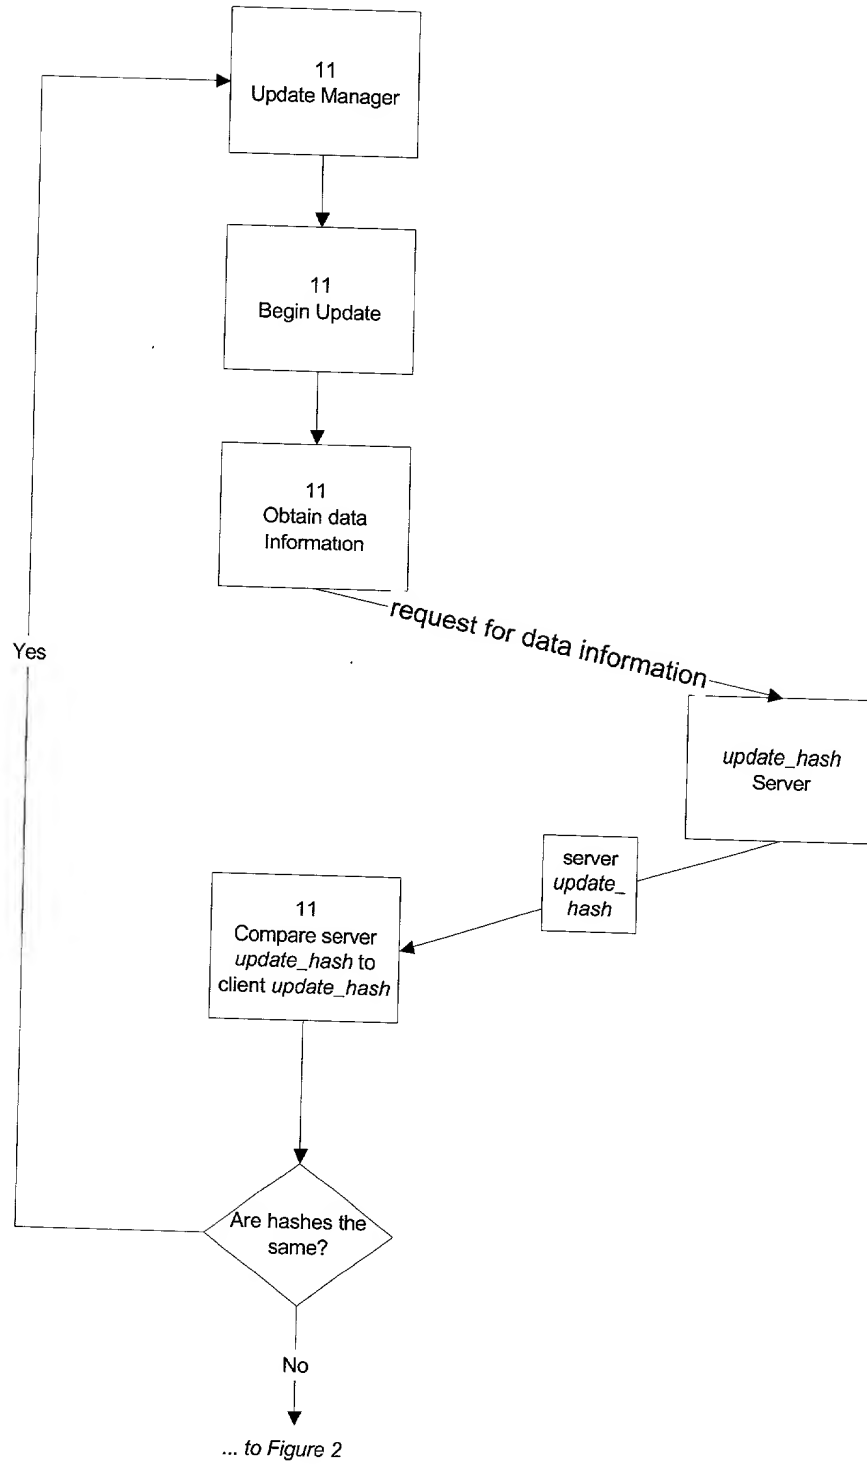 11
Update Manager
11
Begin Update
11
Obtain data
Information
request for data information
Yes
update_hash
Server
server
update_
hash
11
Compare server
update_hash to
client update_hash
Are hashes the
same?
No
... to Figure 2